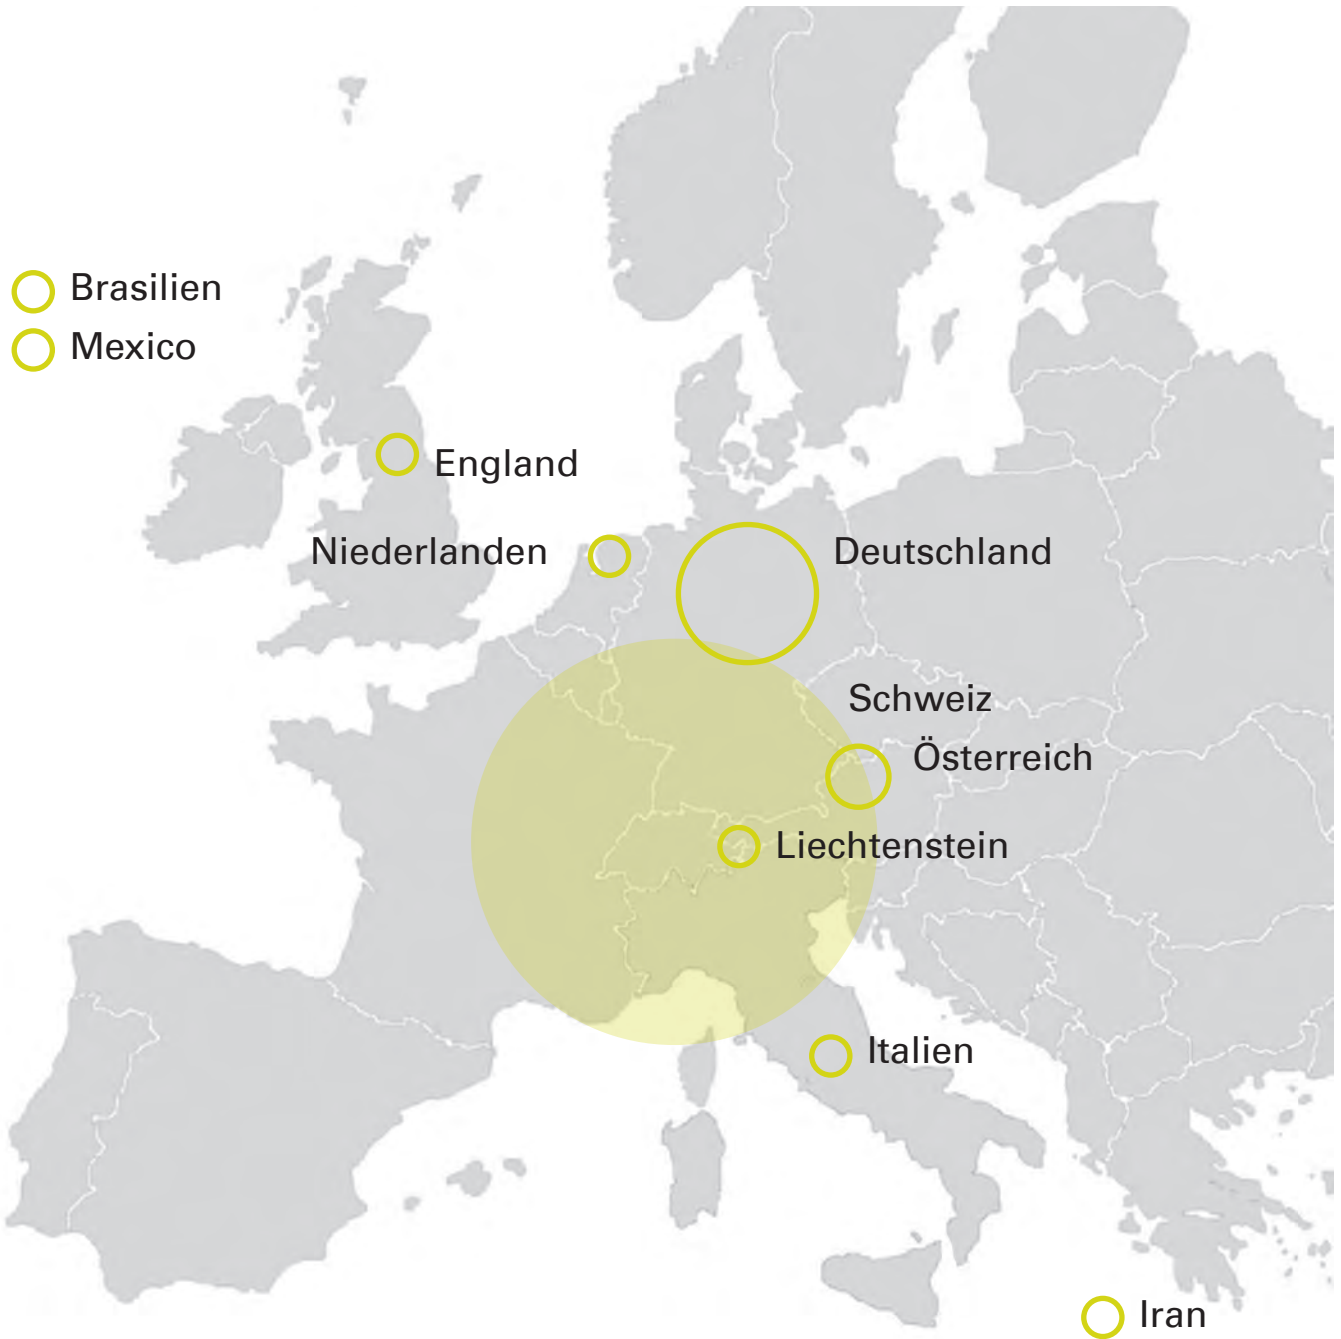 Brasilien
Mexico
England
Niederlanden
Deutschland
Schweiz
Österreich
Liechtenstein
Italien
Iran